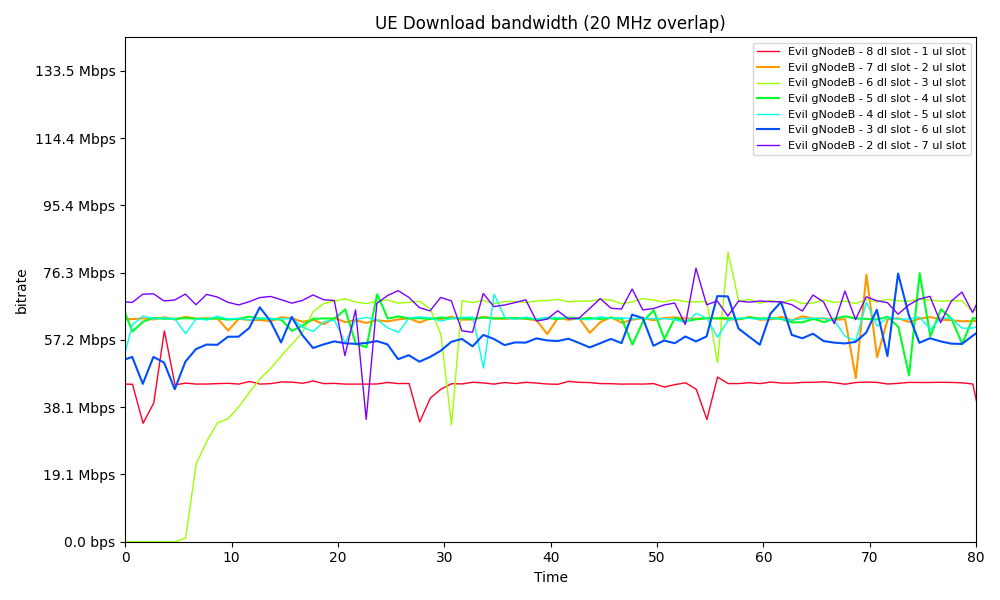 UE Download bandwidth (20 MHz overlap)
Evil gNodeB - 8 dl slot - 1 ul slot
Evil gNodeB - 7 dl slot - 2 ul slot
Evil gNodeB - 6 dl slot - 3 ul slot
Evil gNodeB - 5 dl slot - 4 ul slot
Evil gNodeB - 4 dl slot - 5 ul slot
Evil gNodeB - 3 dl slot - 6 ul slot
Evil gNodeB - 2 dl slot - 7 ul slot
133.5 Mbps
114.4 Mbps
95.4 Mbps
76.3 Mbps
57.2 Mbps
38.1 Mbps
19.1 Mbps
0.0 bps
bitrate
0 10 20 30 40 50 60 70 80
Time